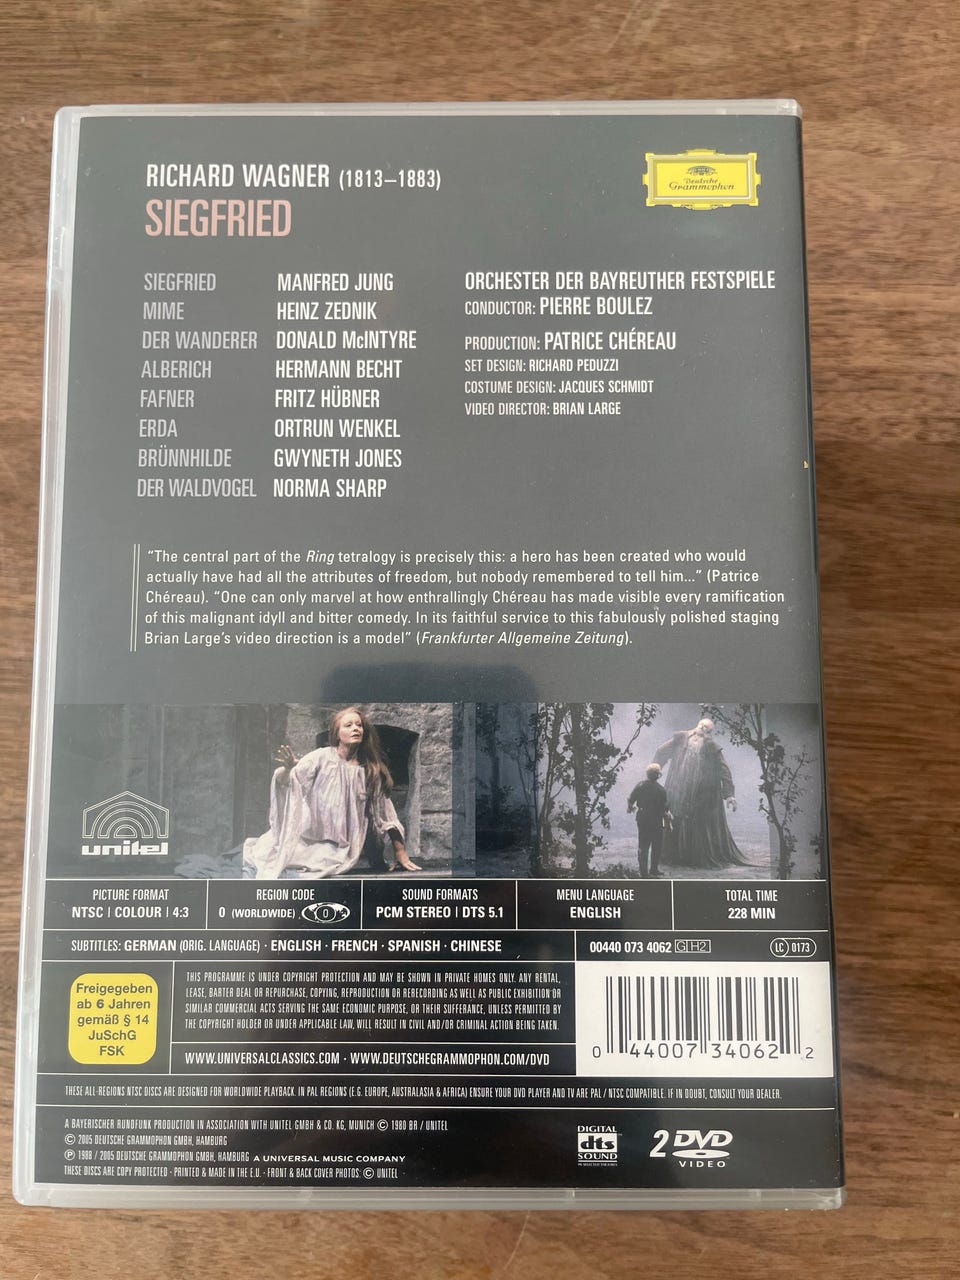 RICHARD WAGNER (1813–1883)
SIEGFRIED
Deutsche
Grammophon
SIEGFRIED MANFRED JUNG
MIME HEINZ ZEDNIK
DER WANDERER DONALD McINTYRE
ALBERICH HERMANN BECHT
FAFNER FRITZ HÜBNER
ERDA ORTRUN WENKEL
BRÜNNHILDE GWYNETH JONES
DER WALDVOGEL NORMA SHARP
ORCHESTER DER BAYREUTHER FESTSPIELE
CONDUCTOR: PIERRE BOULEZ
PRODUCTION: PATRICE CHÉREAU
SET DESIGN: RICHARD PEDUZZI
COSTUME DESIGN: JACQUES SCHMIDT
VIDEO DIRECTOR: BRIAN LARGE
“The central part of the Ring tetralogy is precisely this: a hero has been created who would
actually have had all the attributes of freedom, but nobody remembered to tell him...” (Patrice
Chéreau). “One can only marvel at how enthrallingly Chéreau has made visible every ramification
of this malignant idyll and bitter comedy. In its faithful service to this fabulously polished staging
Brian Large’s video direction is a model” (Frankfurter Allgemeine Zeitung).
unitel
PICTURE FORMAT
NTSC | COLOUR | 4:3
REGION CODE
0 (WORLDWIDE) 0
SOUND FORMATS
PCM STEREO | DTS 5.1
MENU LANGUAGE
ENGLISH
TOTAL TIME
228 MIN
SUBTITLES: GERMAN (ORIG. LANGUAGE) · ENGLISH · FRENCH · SPANISH · CHINESE
00440 073 4062 G H2
LC 0173
Freigegeben
ab 6 Jahren
gemäß § 14
JuSchG
FSK
THIS PROGRAMME IS UNDER COPYRIGHT PROTECTION AND MAY BE SHOWN IN PRIVATE HOMES ONLY. ANY RENTAL,
LEASE, BARTER DEAL OR REPURCHASE, COPYING, REPRODUCTION OR RERECORDING AS WELL AS PUBLIC EXHIBITION OR
SIMILAR COMMERCIAL ACTS SERVING THE SAME ECONOMIC PURPOSE, OR THEIR SUFFERANCE, UNLESS PERMITTED BY
THE COPYRIGHT HOLDER OR UNDER APPLICABLE LAW, WILL RESULT IN CIVIL AND/OR CRIMINAL ACTION BEING TAKEN.
WWW.UNIVERSALCLASSICS.COM · WWW.DEUTSCHEGRAMMOPHON.COM/DVD
0 44007 34062 2
THESE ALL-REGIONS NTSC DISCS ARE DESIGNED FOR WORLDWIDE PLAYBACK. IN PAL REGIONS (E.G. EUROPE, AUSTRALASIA & AFRICA) ENSURE YOUR DVD PLAYER AND TV ARE PAL / NTSC COMPATIBLE. IF IN DOUBT, CONSULT YOUR DEALER.
A BAYERISCHER RUNDFUNK PRODUCTION IN ASSOCIATION WITH UNITEL GMBH & CO. KG, MUNICH © 1980 BR / UNITEL
© 2005 DEUTSCHE GRAMMOPHON GMBH, HAMBURG
℗ 1988 / 2005 DEUTSCHE GRAMMOPHON GMBH, HAMBURG A UNIVERSAL MUSIC COMPANY
THESE DISCS ARE COPY PROTECTED · PRINTED & MADE IN THE E.U. · FRONT & BACK COVER PHOTOS: © UNITEL
DIGITAL
dts
SOUND
2 DVD
VIDEO